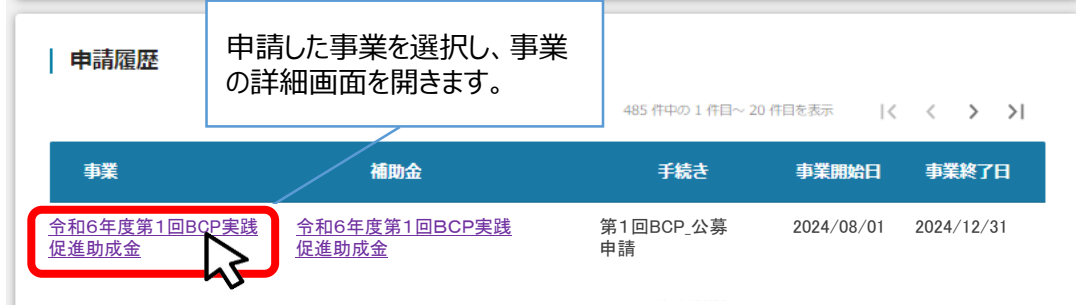 申請した事業を選択し、事業
の詳細画面を開きます。
申請履歴
485 件中の 1 件目~ 20 件目を表示
事業 補助金 手続き 事業開始日 事業終了日
令和6年度第1回BCP実践 令和6年度第1回BCP実践 第1回BCP_公募 2024/08/01 2024/12/31
促進助成金 促進助成金 申請